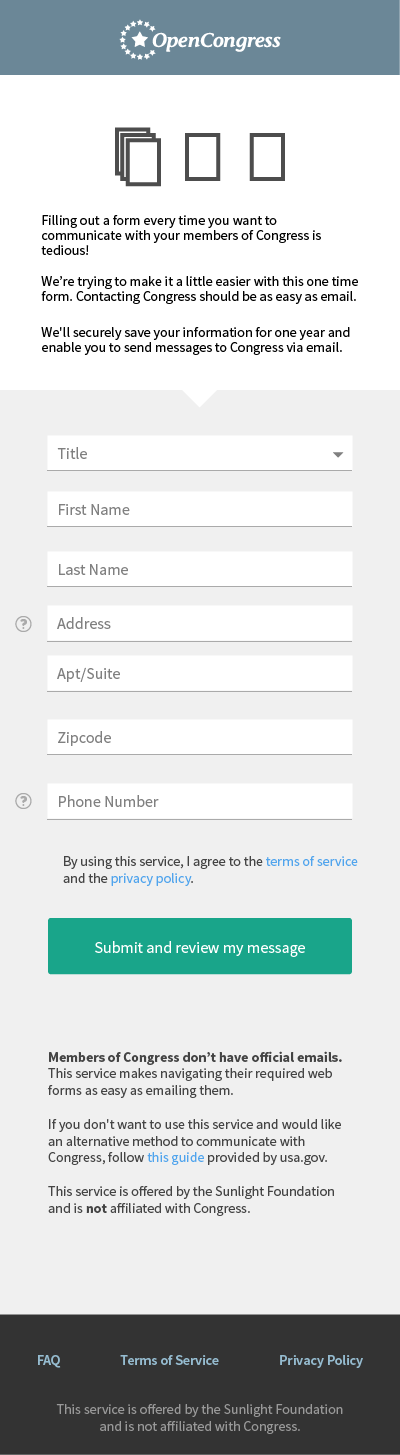 OpenCongress
Filling out a form every time you want to
communicate with your members of Congress is
tedious!
We're trying to make it a little easier with this one time
form. Contacting Congress should be as easy as email.
We'll securely save your information for one year and
enable you to send messages to Congress via email.
Title
First Name
Last Name
? Address
Apt/Suite
Zipcode
? Phone Number
By using this service, I agree to the terms of service
and the privacy policy.
Submit and review my message
Members of Congress don't have official emails.
This service makes navigating their required web
forms as easy as emailing them.
If you don't want to use this service and would like
an alternative method to communicate with
Congress, follow this guide provided by usa.gov.
This service is offered by the Sunlight Foundation
and is not affiliated with Congress.
FAQ Terms of Service Privacy Policy
This service is offered by the Sunlight Foundation
and is not affiliated with Congress.